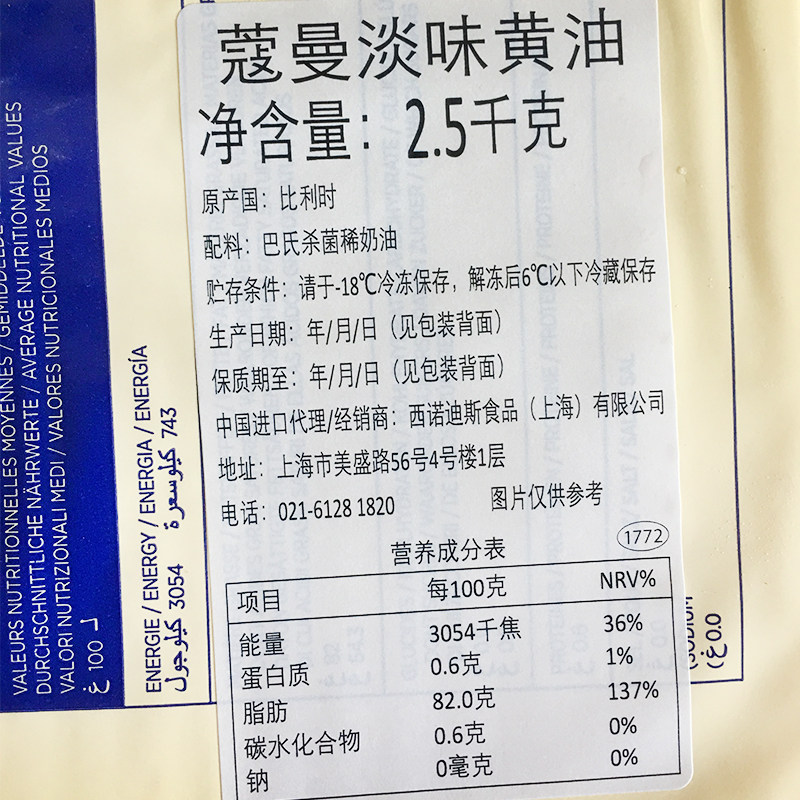 蔻曼淡味黄油
净含量：2.5千克
原产国：比利时
配料：巴氏杀菌稀奶油
贮存条件：请于-18℃冷冻保存，解冻后6℃以下冷藏保存
生产日期：年/月/日（见包装背面）
保质期至：年/月/日（见包装背面）
中国进口代理/经销商：西诺迪斯食品（上海）有限公司
地址：上海市美盛路56号4号楼1层
电话：021-6128 1820
图片仅供参考
营养成分表
1772
项目 每100克 NRV%
能量 3054千焦 36%
蛋白质 0.6克 1%
脂肪 82.0克 137%
碳水化合物 0.6克 0%
钠 0毫克 0%
VALEURS NUTRITIONNELLES MOYENNES / GEMIDDELDE
DURCHSCHNITTLICHE NÄHRWERTE / AVERAGE NUTRITIONAL VALUES
VALORI NUTRIZIONALI MEDI / VALORES NUTRICIONALES MEDIOS
100 غ
ENERGIE / ENERGY / ENERGIA / ENERGÍA
3054 كيلوجول 743 كيلوسعرة
0.0